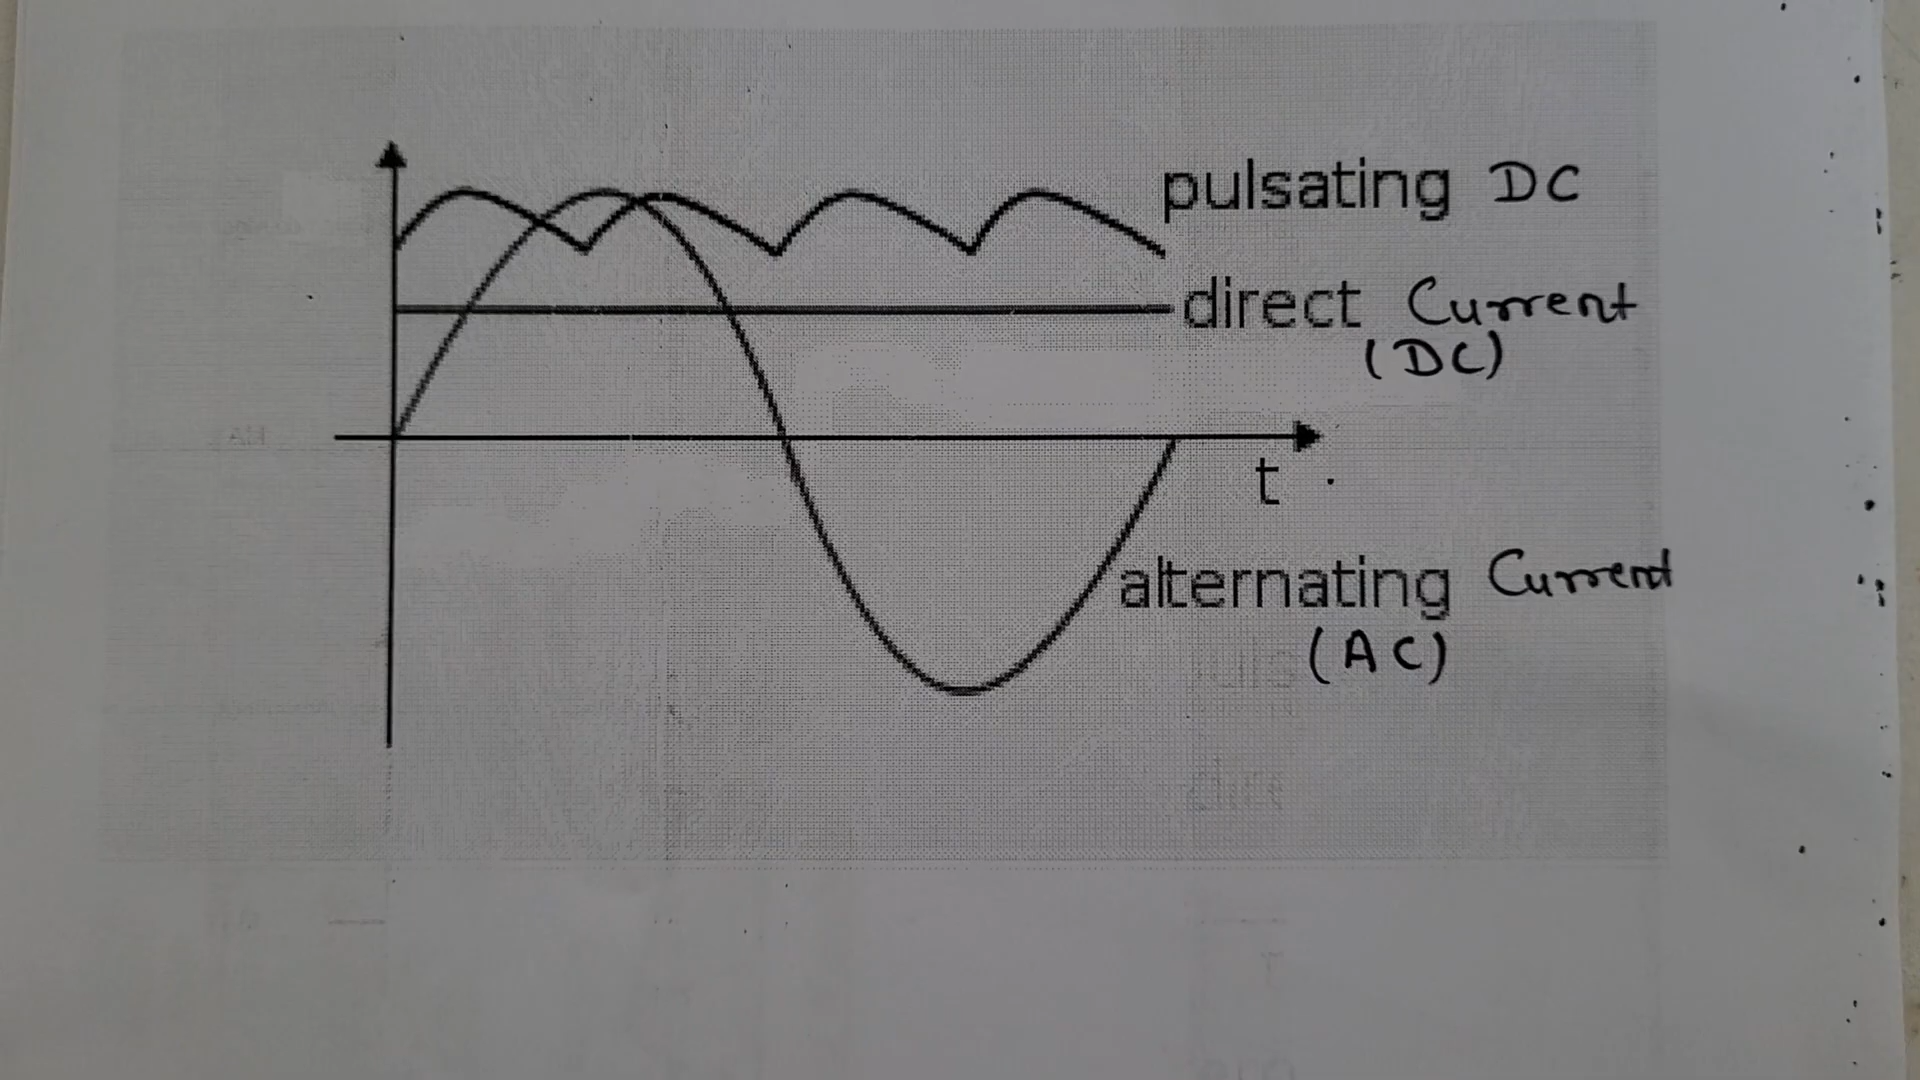 pulsating DC
direct Current
(DC)
t
alternating Current
(AC)